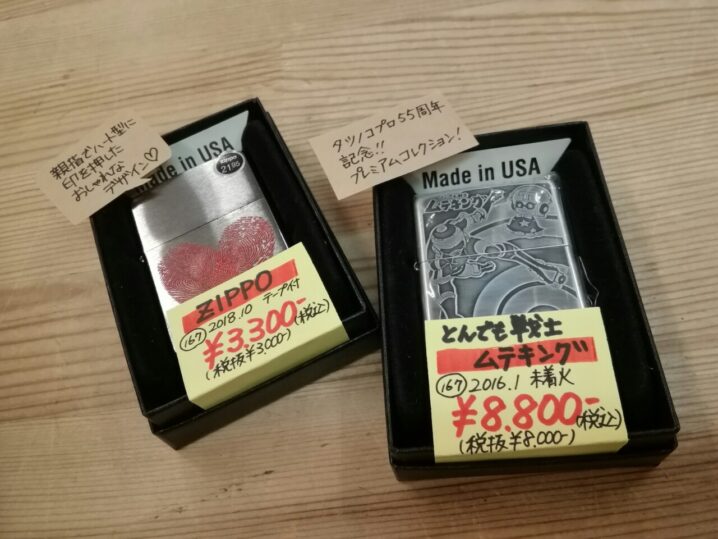 親指でハート型に
印を押した
おしゃれな
デザイン♡
Made in USA
Zippo
2195
ZIPPO
167 2018.10 テープ付
¥3,300-(税込)
(税抜¥3,000-)
タツノコプロ55周年
記念!!
プレミアムコレクション!
Made in USA
ムテキング
とんでも戦士
ムテキング
167 2016.1 未着火
¥8.800-(税込)
(税抜¥8,000-)